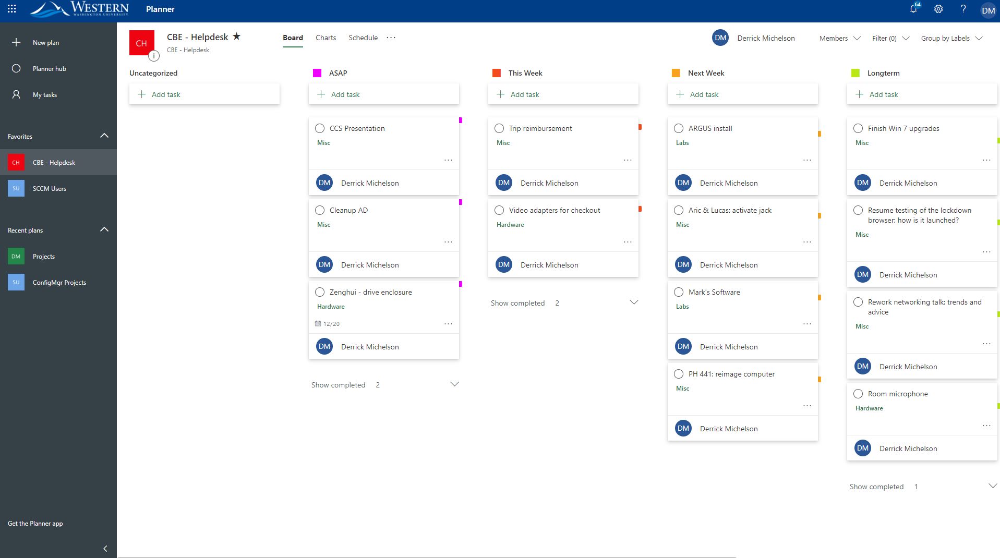 WESTERN
WASHINGTON UNIVERSITY
Planner
64
DM
New plan
Planner hub
My tasks
Favorites
CH
CBE - Helpdesk
SU
SCCM Users
Recent plans
DM
Projects
SU
ConfigMgr Projects
Get the Planner app
CH
i
CBE - Helpdesk ★
CBE - Helpdesk
Board
Charts
Schedule
...
DM
Derrick Michelson
Members
Filter (0)
Group by Labels
Uncategorized
+ Add task
ASAP
+ Add task
CCS Presentation
Misc
...
DM
Derrick Michelson
Cleanup AD
Misc
...
DM
Derrick Michelson
Zenghui - drive enclosure
Hardware
12/20
...
DM
Derrick Michelson
Show completed 2
This Week
+ Add task
Trip reimbursement
Misc
...
DM
Derrick Michelson
Video adapters for checkout
Hardware
...
DM
Derrick Michelson
Show completed 2
Next Week
+ Add task
ARGUS install
Labs
...
DM
Derrick Michelson
Aric & Lucas: activate jack
Misc
...
DM
Derrick Michelson
Mark's Software
Labs
...
DM
Derrick Michelson
PH 441: reimage computer
Misc
...
DM
Derrick Michelson
Longterm
+ Add task
Finish Win 7 upgrades
Misc
...
DM
Derrick Michelson
Resume testing of the lockdown
browser; how is it launched?
Misc
...
DM
Derrick Michelson
Rework networking talk: trends and
advice
Misc
...
DM
Derrick Michelson
Room microphone
Hardware
...
DM
Derrick Michelson
Show completed 1